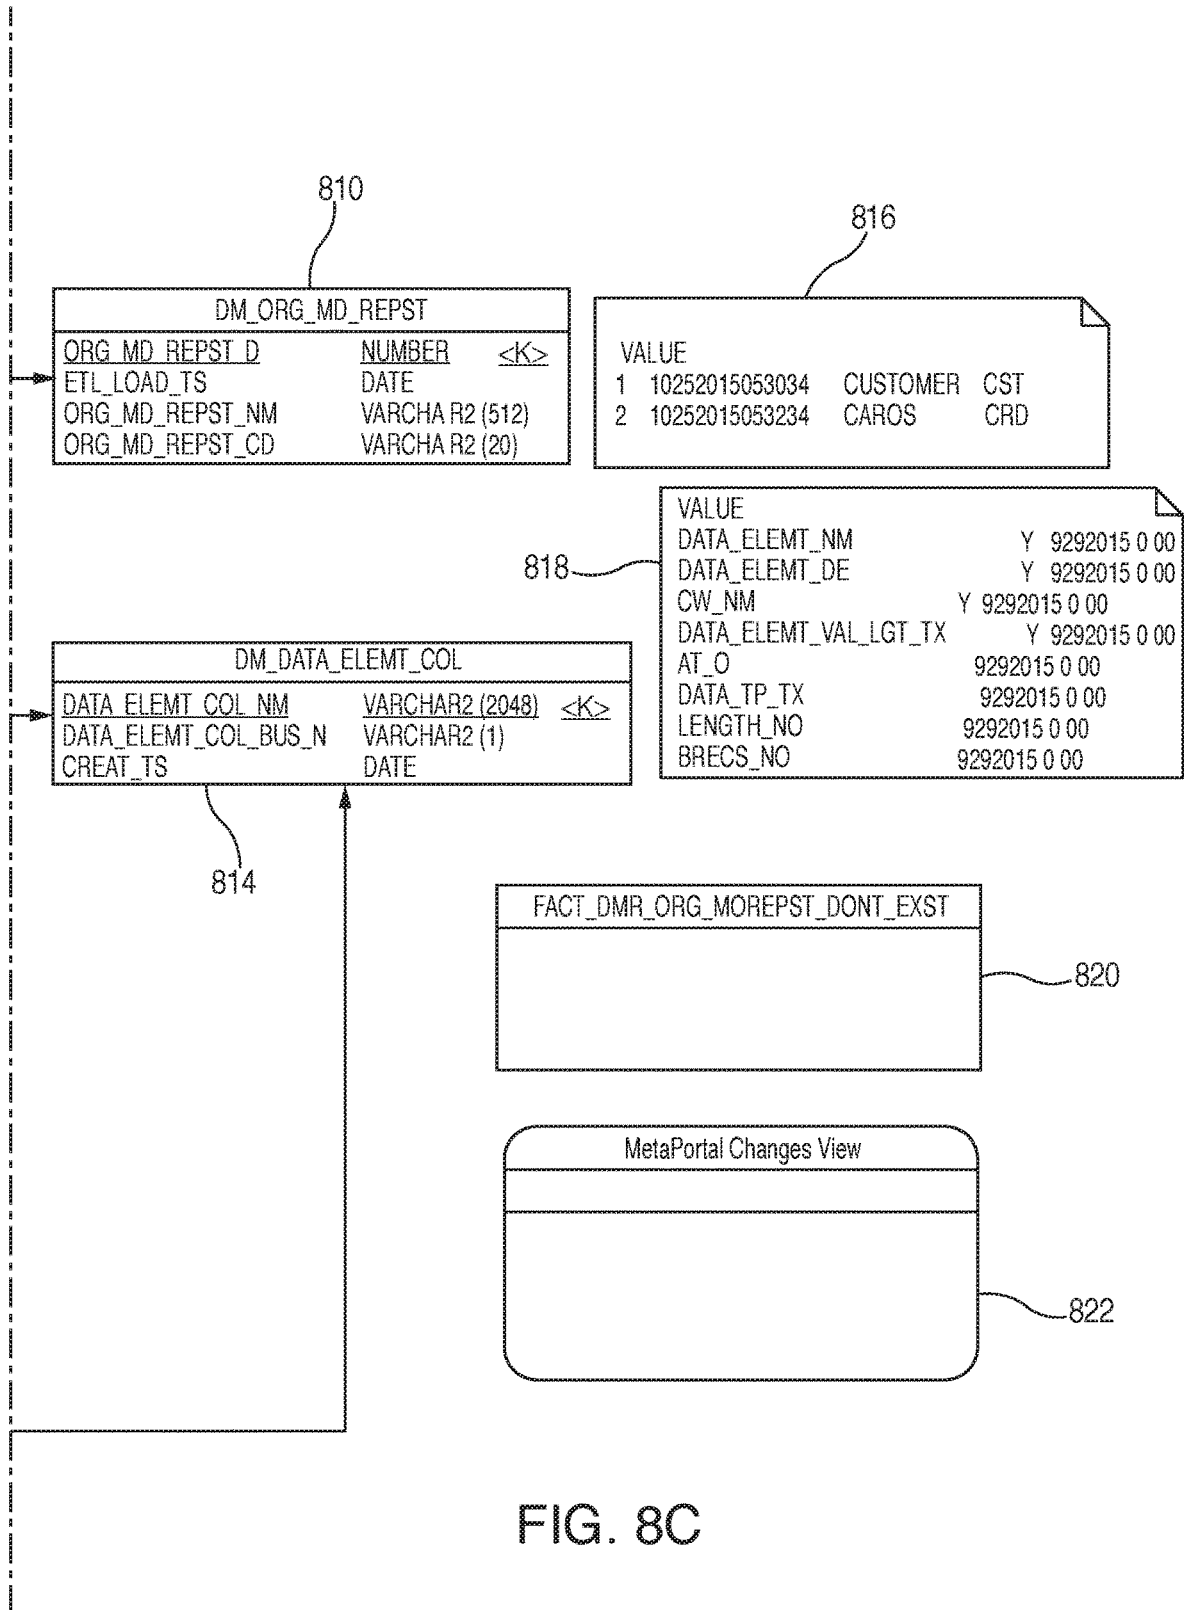 810
816
DM_ORG_MD_REPST
ORG_MD_REPST_D NUMBER <K>
ETL_LOAD_TS DATE
ORG_MD_REPST_NM VARCHA R2 (512)
ORG_MD_REPST_CD VARCHA R2 (20)
VALUE
1 10252015053034 CUSTOMER CST
2 10252015053234 CAROS CRD
818
VALUE
DATA_ELEMT_NM Y 9292015 0 00
DATA_ELEMT_DE Y 9292015 0 00
CW_NM Y 9292015 0 00
DATA_ELEMT_VAL_LGT_TX Y 9292015 0 00
AT_O 9292015 0 00
DATA_TP_TX 9292015 0 00
LENGTH_NO 9292015 0 00
BRECS_NO 9292015 0 00
DM_DATA_ELEMT_COL
DATA_ELEMT_COL_NM VARCHAR2 (2048) <K>
DATA_ELEMT_COL_BUS_N VARCHAR2 (1)
CREAT_TS DATE
814
FACT_DMR_ORG_MOREPST_DONT_EXST
820
MetaPortal Changes View
822
FIG. 8C